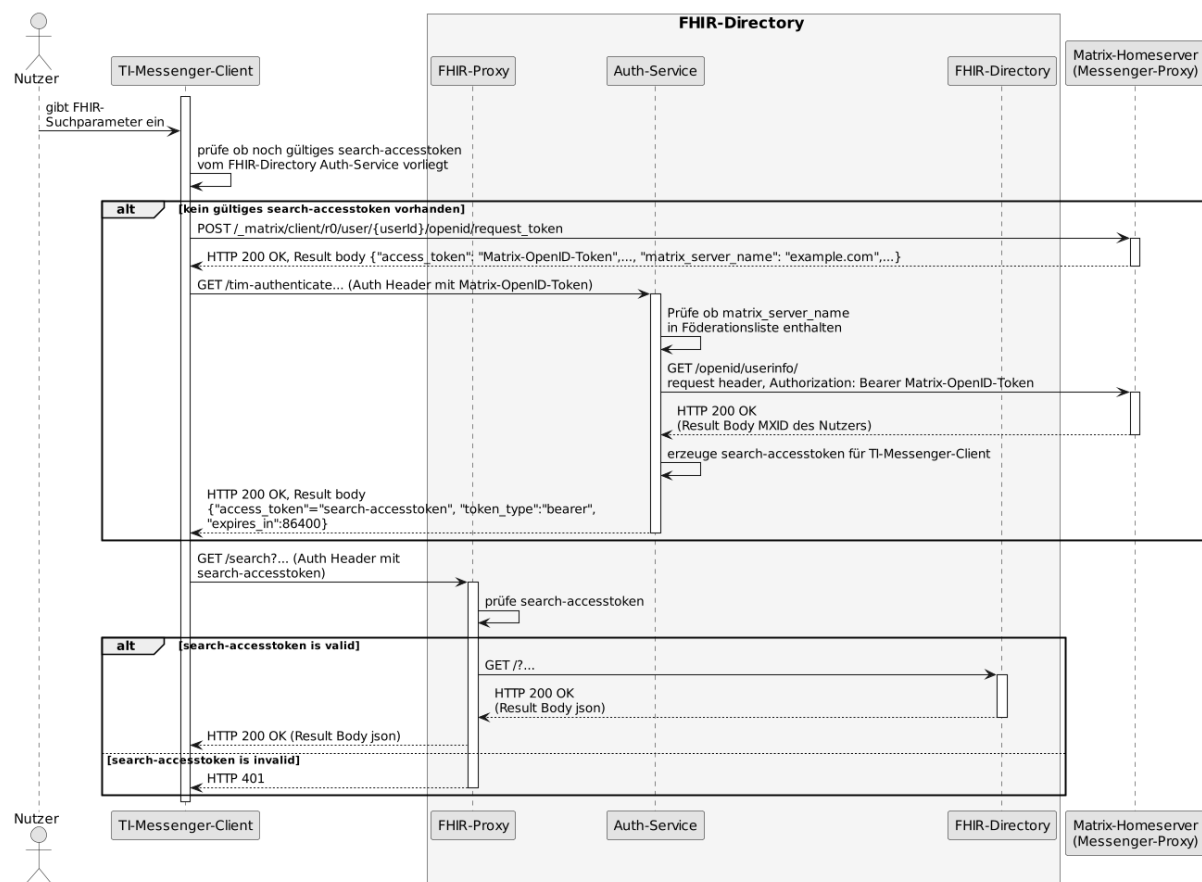 FHIR-Directory
Nutzer
TI-Messenger-Client
FHIR-Proxy
Auth-Service
FHIR-Directory
Matrix-Homeserver
(Messenger-Proxy)
gibt FHIR-
Suchparameter ein
prüfe ob noch gültiges search-accesstoken
vom FHIR-Directory Auth-Service vorliegt
alt
[kein gültiges search-accesstoken vorhanden]
POST /_matrix/client/r0/user/{userId}/openid/request_token
HTTP 200 OK, Result body {"access_token": "Matrix-OpenID-Token",..., "matrix_server_name": "example.com",...}
GET /tim-authenticate... (Auth Header mit Matrix-OpenID-Token)
Prüfe ob matrix_server_name
in Föderationsliste enthalten
GET /openid/userinfo/
request header, Authorization: Bearer Matrix-OpenID-Token
HTTP 200 OK
(Result Body MXID des Nutzers)
erzeuge search-accesstoken für TI-Messenger-Client
HTTP 200 OK, Result body
{"access_token"="search-accesstoken", "token_type":"bearer",
"expires_in":86400}
GET /search?... (Auth Header mit
search-accesstoken)
prüfe search-accesstoken
alt
[search-accesstoken is valid]
GET /?...
HTTP 200 OK
(Result Body json)
HTTP 200 OK (Result Body json)
[search-accesstoken is invalid]
HTTP 401
Nutzer
TI-Messenger-Client
FHIR-Proxy
Auth-Service
FHIR-Directory
Matrix-Homeserver
(Messenger-Proxy)